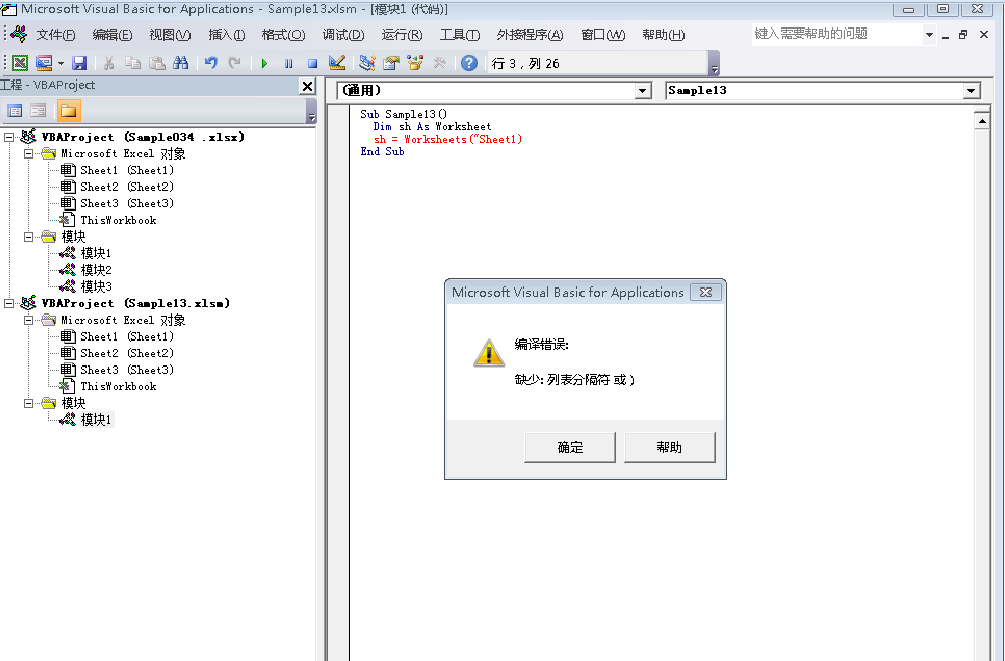 Microsoft Visual Basic for Applications - Sample13.xlsm - [模块1 (代码)]
文件(F) 编辑(E) 视图(V) 插入(I) 格式(O) 调试(D) 运行(R) 工具(T) 外接程序(A) 窗口(W) 帮助(H) 键入需要帮助的问题
行 3 , 列 26
工程 - VBAProject
(通用) Sample13
VBAProject (Sample034 .xlsx)
Microsoft Excel 对象
Sheet1 (Sheet1)
Sheet2 (Sheet2)
Sheet3 (Sheet3)
ThisWorkbook
模块
模块1
模块2
模块3
VBAProject (Sample13.xlsm)
Microsoft Excel 对象
Sheet1 (Sheet1)
Sheet2 (Sheet2)
Sheet3 (Sheet3)
ThisWorkbook
模块
模块1
Sub Sample13()
Dim sh As Worksheet
sh = Worksheets(~Sheet1)
End Sub
Microsoft Visual Basic for Applications
编译错误:
缺少: 列表分隔符 或 )
确定 帮助